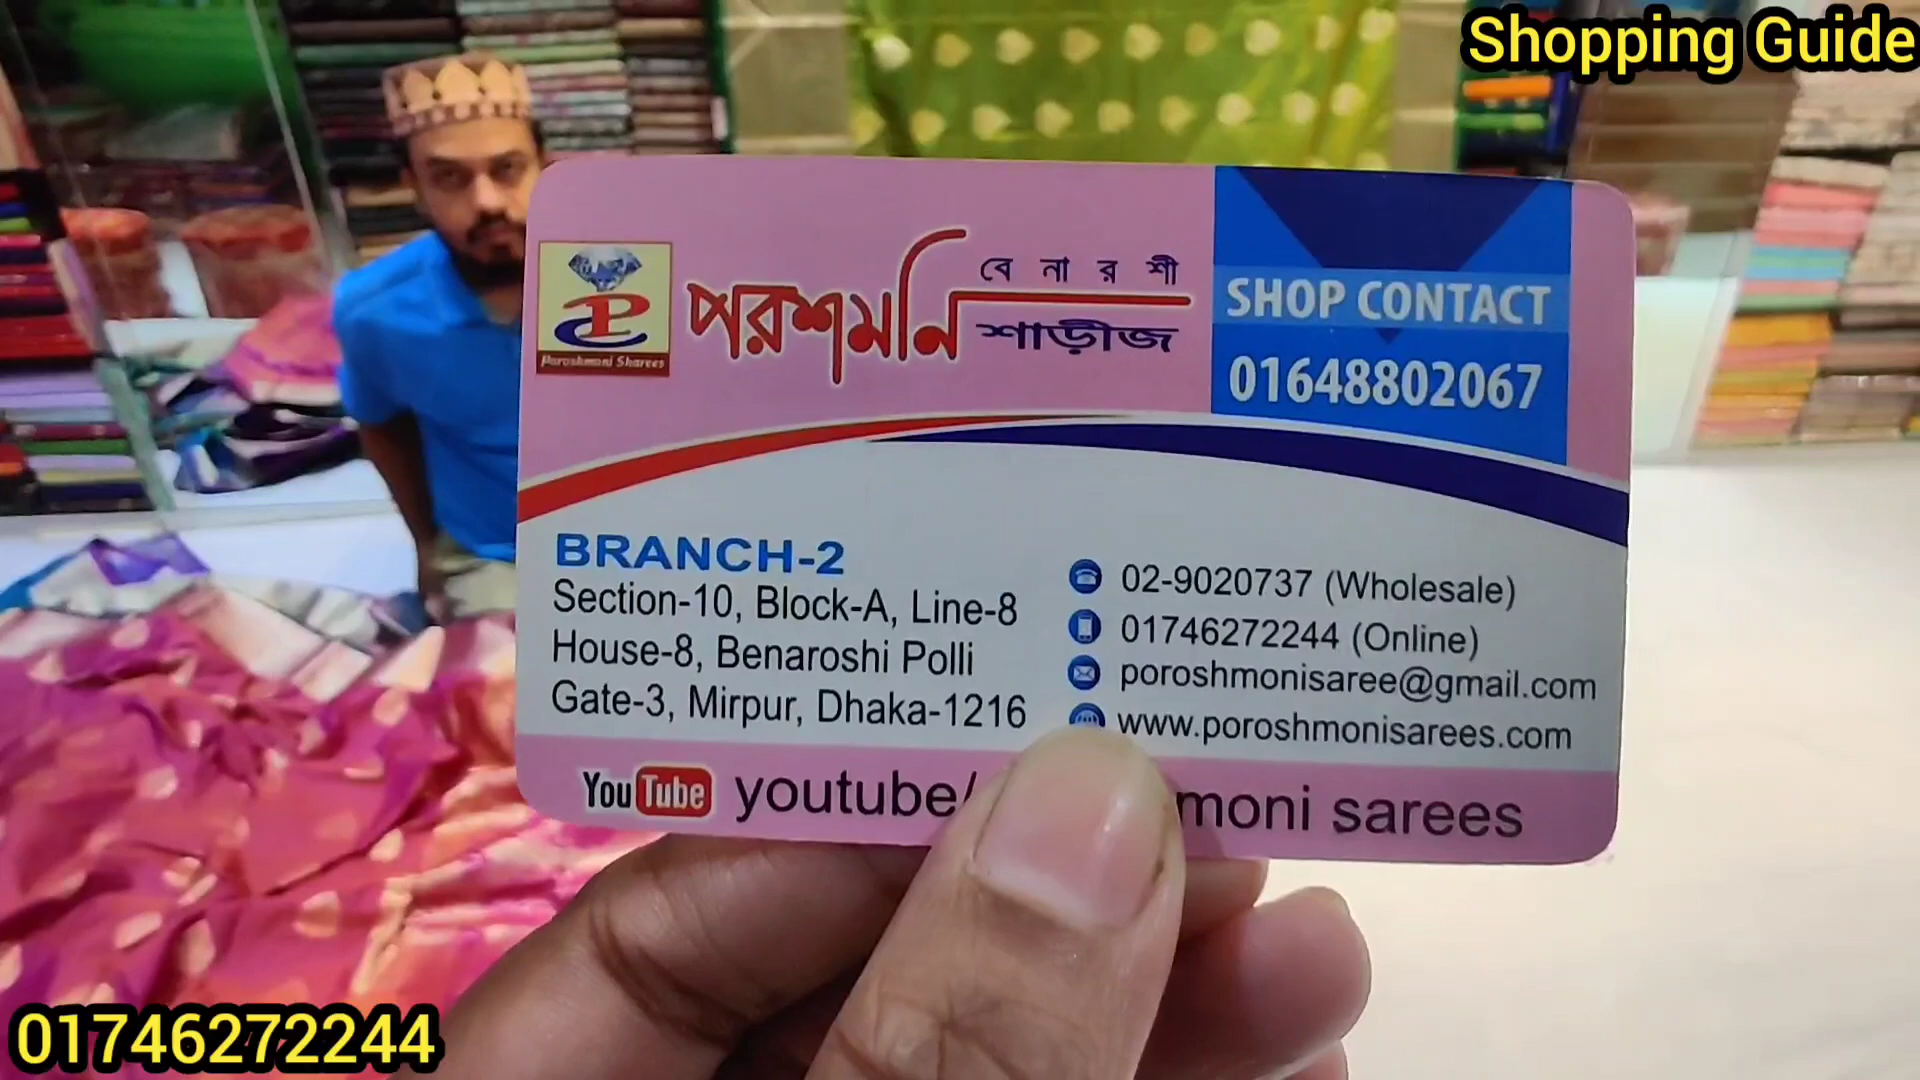 Shopping Guide
Poroshmoni Sharees
পরশমনি
বেনারশী
শাড়ীজ
SHOP CONTACT
01648802067
BRANCH-2
Section-10, Block-A, Line-8
House-8, Benaroshi Polli
Gate-3, Mirpur, Dhaka-1216
02-9020737 (Wholesale)
01746272244 (Online)
poroshmonisaree@gmail.com
www.poroshmonisarees.com
YouTube youtube/ moni sarees
01746272244